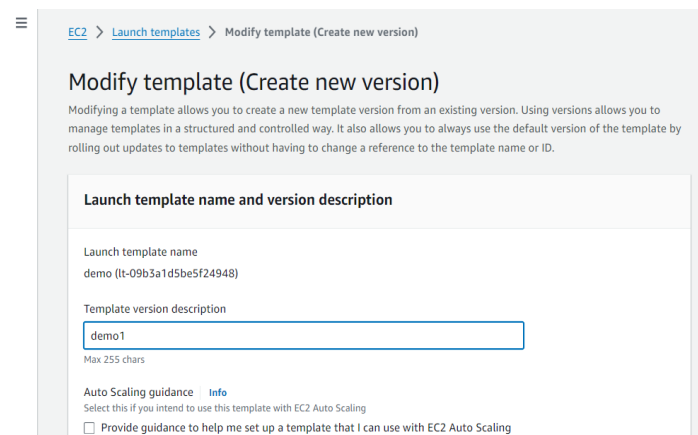 EC2 > Launch templates > Modify template (Create new version)
Modify template (Create new version)
Modifying a template allows you to create a new template version from an existing version. Using versions allows you to
manage templates in a structured and controlled way. It also allows you to always use the default version of the template by
rolling out updates to templates without having to change a reference to the template name or ID.
Launch template name and version description
Launch template name
demo (lt-09b3a1d5be5f24948)
Template version description
demo1
Max 255 chars
Auto Scaling guidance | Info
Select this if you intend to use this template with EC2 Auto Scaling
Provide guidance to help me set up a template that I can use with EC2 Auto Scaling